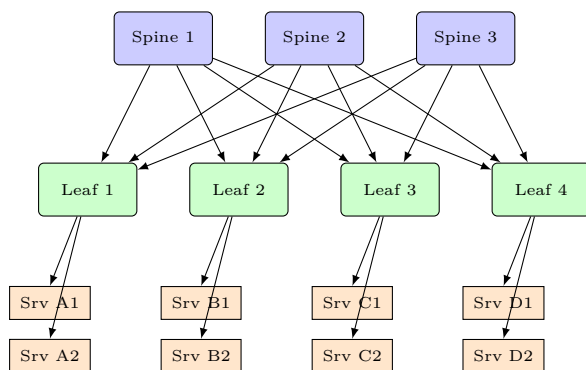 Spine 1 Spine 2 Spine 3
Leaf 1 Leaf 2 Leaf 3 Leaf 4
Srv A1 Srv B1 Srv C1 Srv D1
Srv A2 Srv B2 Srv C2 Srv D2